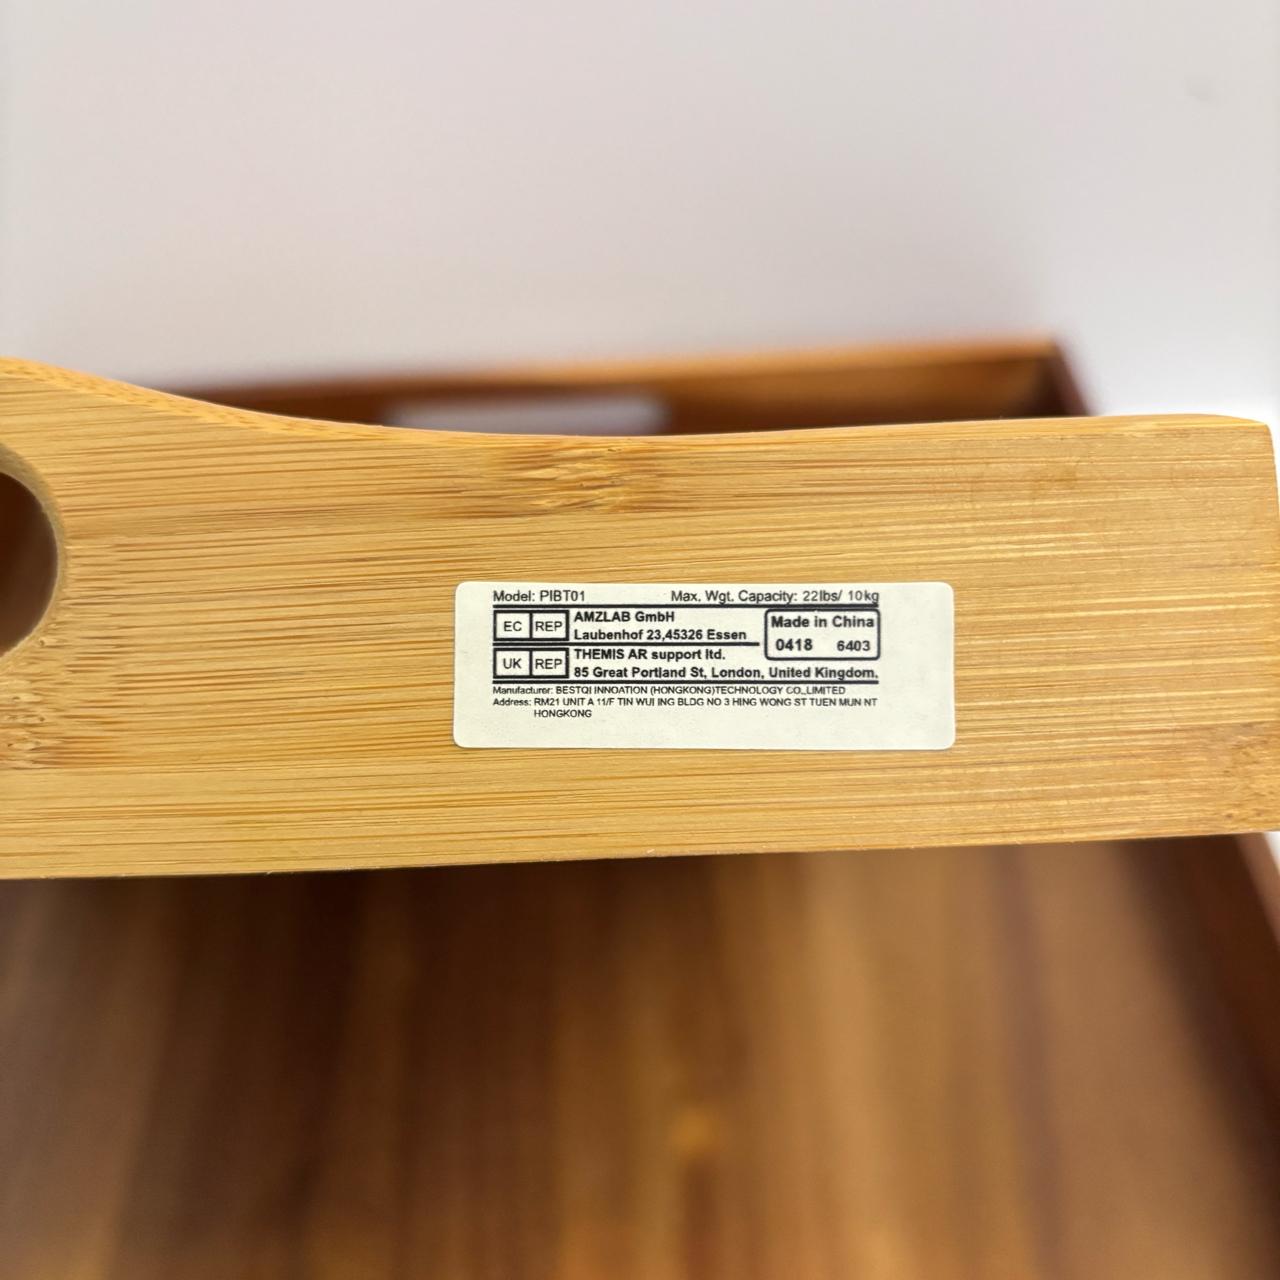 Model: PIBT01 Max. Wgt. Capacity: 22lbs/ 10kg
EC REP AMZLAB GmbH
Laubenhof 23,45326 Essen
Made in China
0418 6403
UK REP THEMIS AR support ltd.
85 Great Portland St, London, United Kingdom.
Manufacturer: BESTQI INNOATION (HONGKONG)TECHNOLOGY CO.,LIMITED
Address: RM21 UNIT A 11/F TIN WUI ING BLDG NO 3 HING WONG ST TUEN MUN NT
HONGKONG